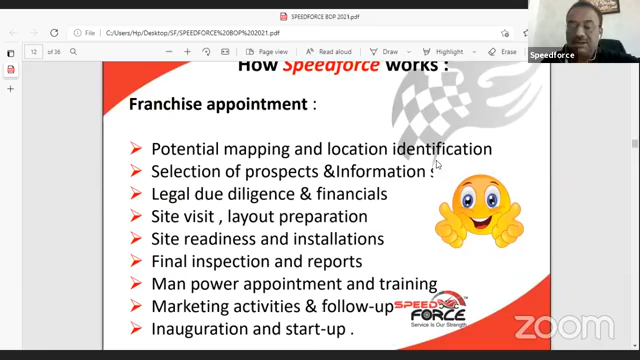 SPEEDFORCE BOP 2021.pdf
File
C:/Users/Hp/Desktop/SF/SPEEDFORCE%20BOP%202021.pdf
12 of 36
Page view
Read aloud
Draw
Highlight
Erase
Speedforce
How Speedforce works :
Franchise appointment :
Potential mapping and location identification
Selection of prospects &Information s
Legal due diligence & financials
Site visit , layout preparation
Site readiness and installations
Final inspection and reports
Man power appointment and training
Marketing activities & follow-up
Inauguration and start-up .
SPEED
FORCE
Service Is Our Strength
zoom